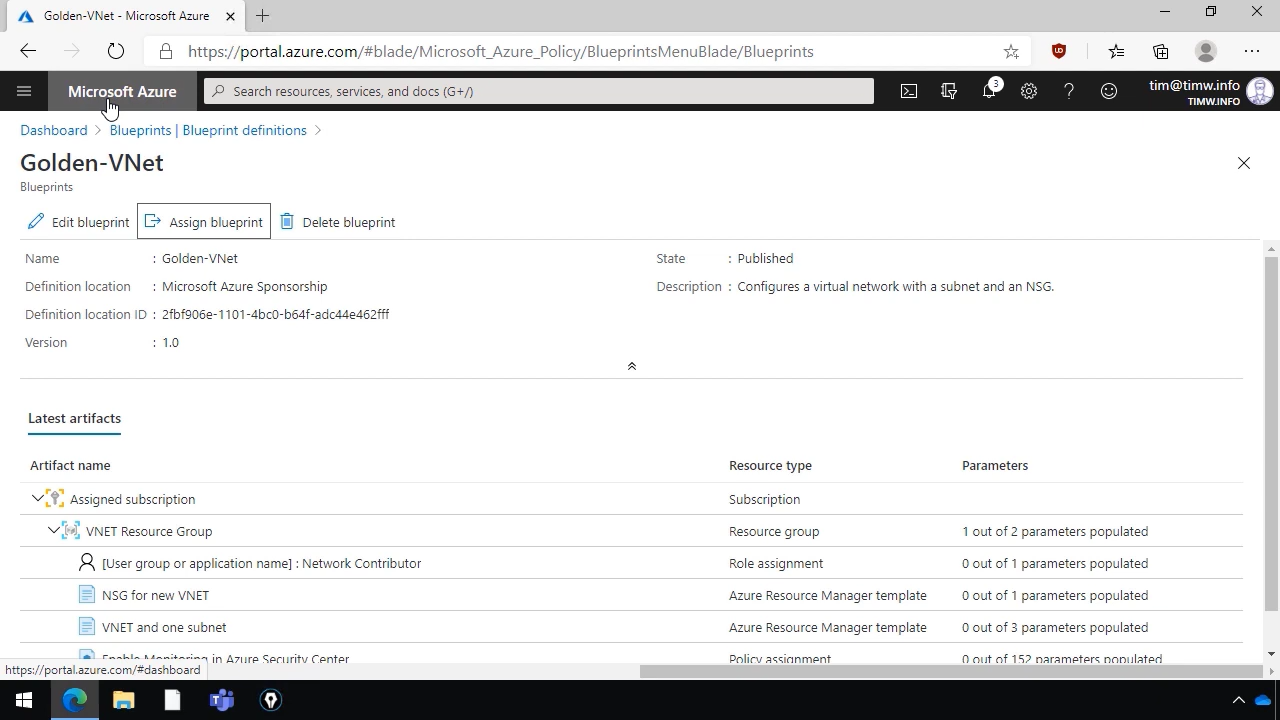 Golden-VNet - Microsoft Azure
https://portal.azure.com/#blade/Microsoft_Azure_Policy/BlueprintsMenuBlade/Blueprints
Microsoft Azure
Search resources, services, and docs (G+/)
3
tim@timw.info
TIMW.INFO
Dashboard > Blueprints | Blueprint definitions >
Golden-VNet
Blueprints
Edit blueprint Assign blueprint Delete blueprint
Name : Golden-VNet State : Published
Definition location : Microsoft Azure Sponsorship Description : Configures a virtual network with a subnet and an NSG.
Definition location ID : 2fbf906e-1101-4bc0-b64f-adc44e462fff
Version : 1.0
Latest artifacts
Artifact name Resource type Parameters
Assigned subscription Subscription
VNET Resource Group Resource group 1 out of 2 parameters populated
[User group or application name] : Network Contributor Role assignment 0 out of 1 parameters populated
NSG for new VNET Azure Resource Manager template 0 out of 1 parameters populated
VNET and one subnet Azure Resource Manager template 0 out of 3 parameters populated
Enable Monitoring in Azure Security Center Policy assignment 0 out of 152 parameters populated
https://portal.azure.com/#dashboard